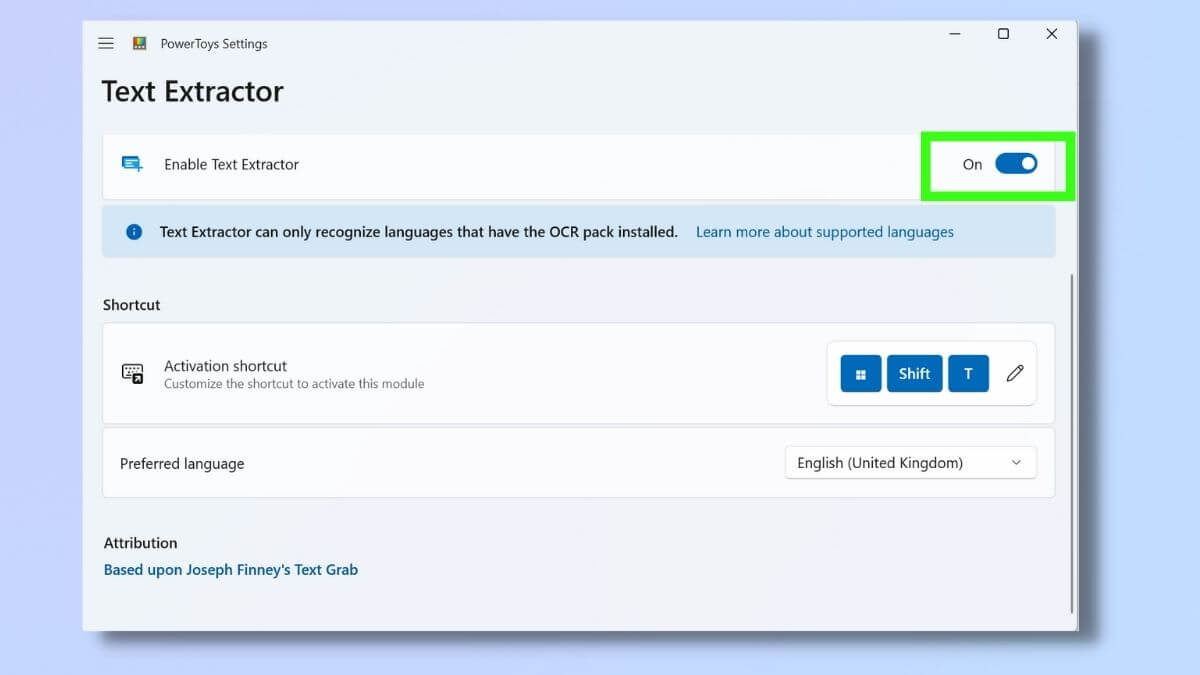 PowerToys Settings
Text Extractor
Enable Text Extractor
On
Text Extractor can only recognize languages that have the OCR pack installed. Learn more about supported languages
Shortcut
Activation shortcut
Customize the shortcut to activate this module
Shift T
Preferred language
English (United Kingdom)
Attribution
Based upon Joseph Finney's Text Grab